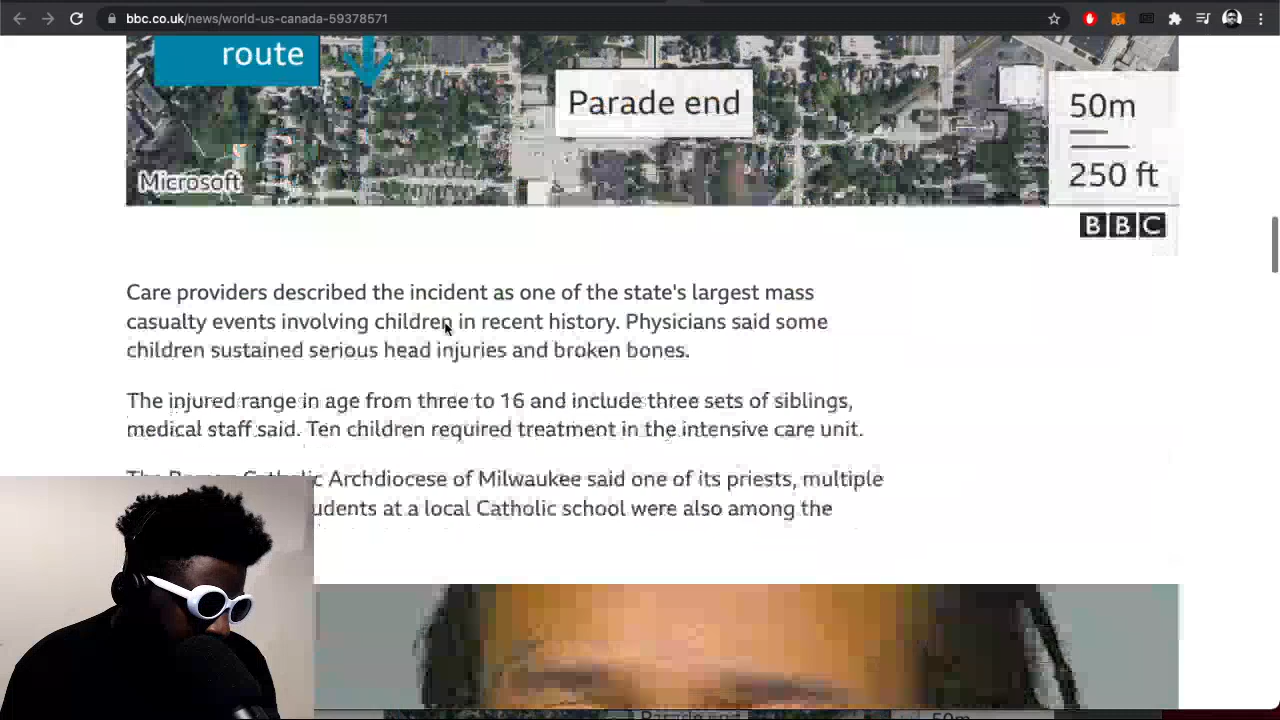 bbc.co.uk/news/world-us-canada-59378571
route
Parade end
50m
250 ft
Microsoft
BBC
Care providers described the incident as one of the state's largest mass
casualty events involving children in recent history. Physicians said some
children sustained serious head injuries and broken bones.
The injured range in age from three to 16 and include three sets of siblings,
medical staff said. Ten children required treatment in the intensive care unit.
Archdiocese of Milwaukee said one of its priests, multiple
at a local Catholic school were also among the